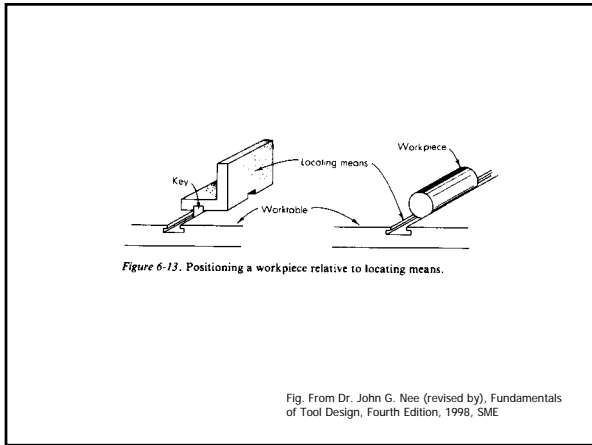 Locating means
Workpiece
Key
Worktable
Figure 6-13. Positioning a workpiece relative to locating means.
Fig. From Dr. John G. Nee (revised by), Fundamentals
of Tool Design, Fourth Edition, 1998, SME